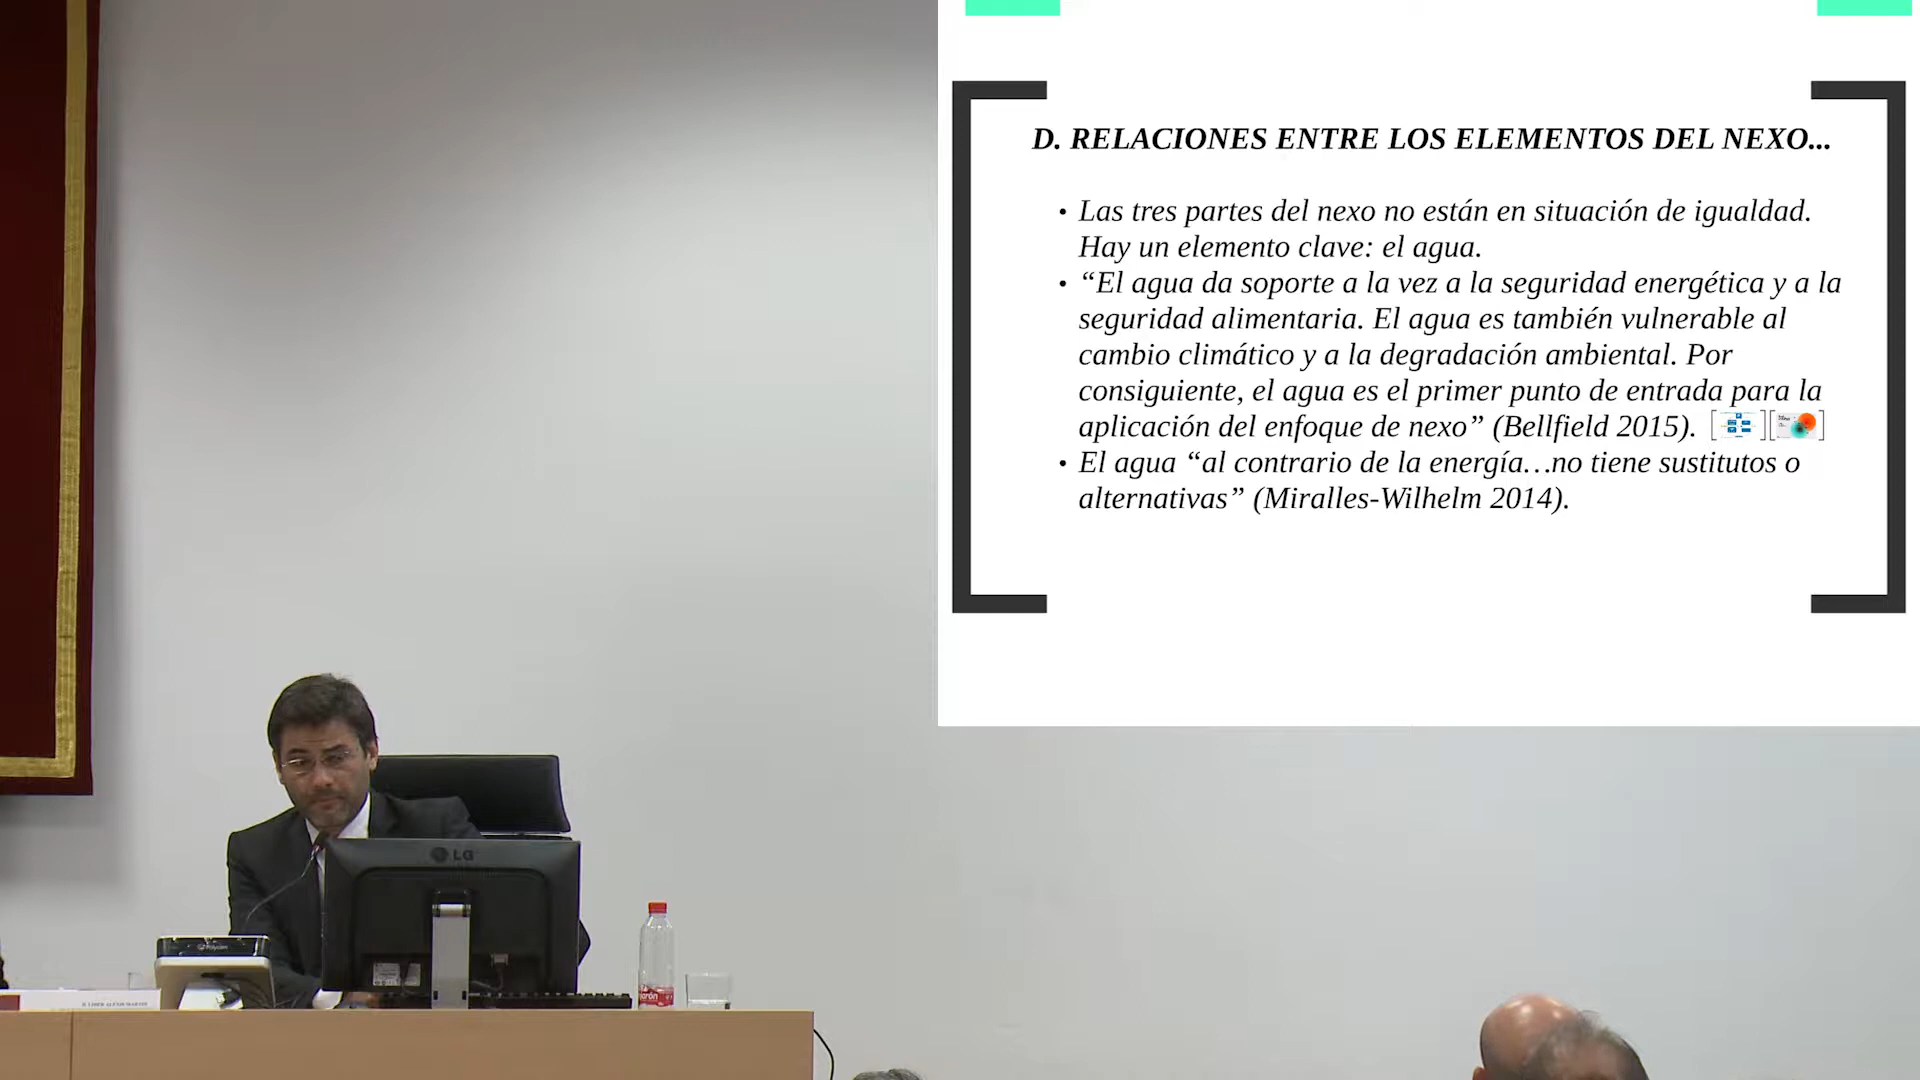 D. RELACIONES ENTRE LOS ELEMENTOS DEL NEXO...
• Las tres partes del nexo no están en situación de igualdad.
Hay un elemento clave: el agua.
• “El agua da soporte a la vez a la seguridad energética y a la
seguridad alimentaria. El agua es también vulnerable al
cambio climático y a la degradación ambiental. Por
consiguiente, el agua es el primer punto de entrada para la
aplicación del enfoque de nexo” (Bellfield 2015).
• El agua “al contrario de la energía…no tiene sustitutos o
alternativas” (Miralles-Wilhelm 2014).
LG
Polycom